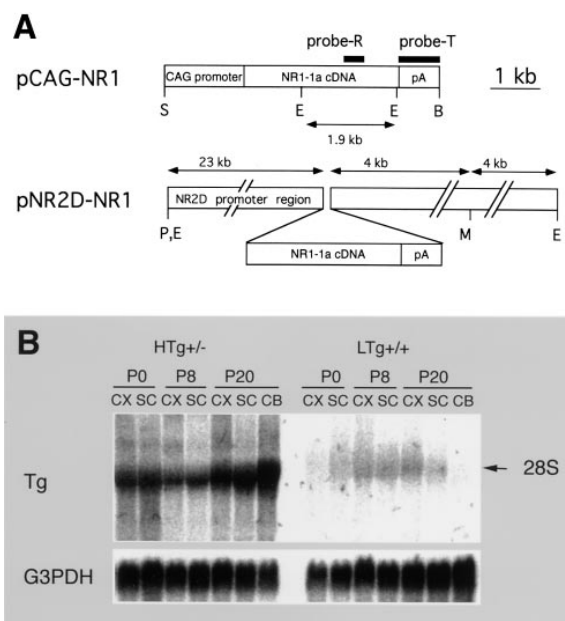 A
probe-R probe-T
pCAG-NR1 CAG promoter NR1-1a cDNA pA 1 kb
S E E B
1.9 kb
23 kb 4 kb 4 kb
pNR2D-NR1 NR2D promoter region
P,E M E
NR1-1a cDNA pA
B
HTg+/- LTg+/+
P0 P8 P20 P0 P8 P20
CX SC CX SC CX SC CB CX SC CX SC CX SC CB
Tg 28S
G3PDH